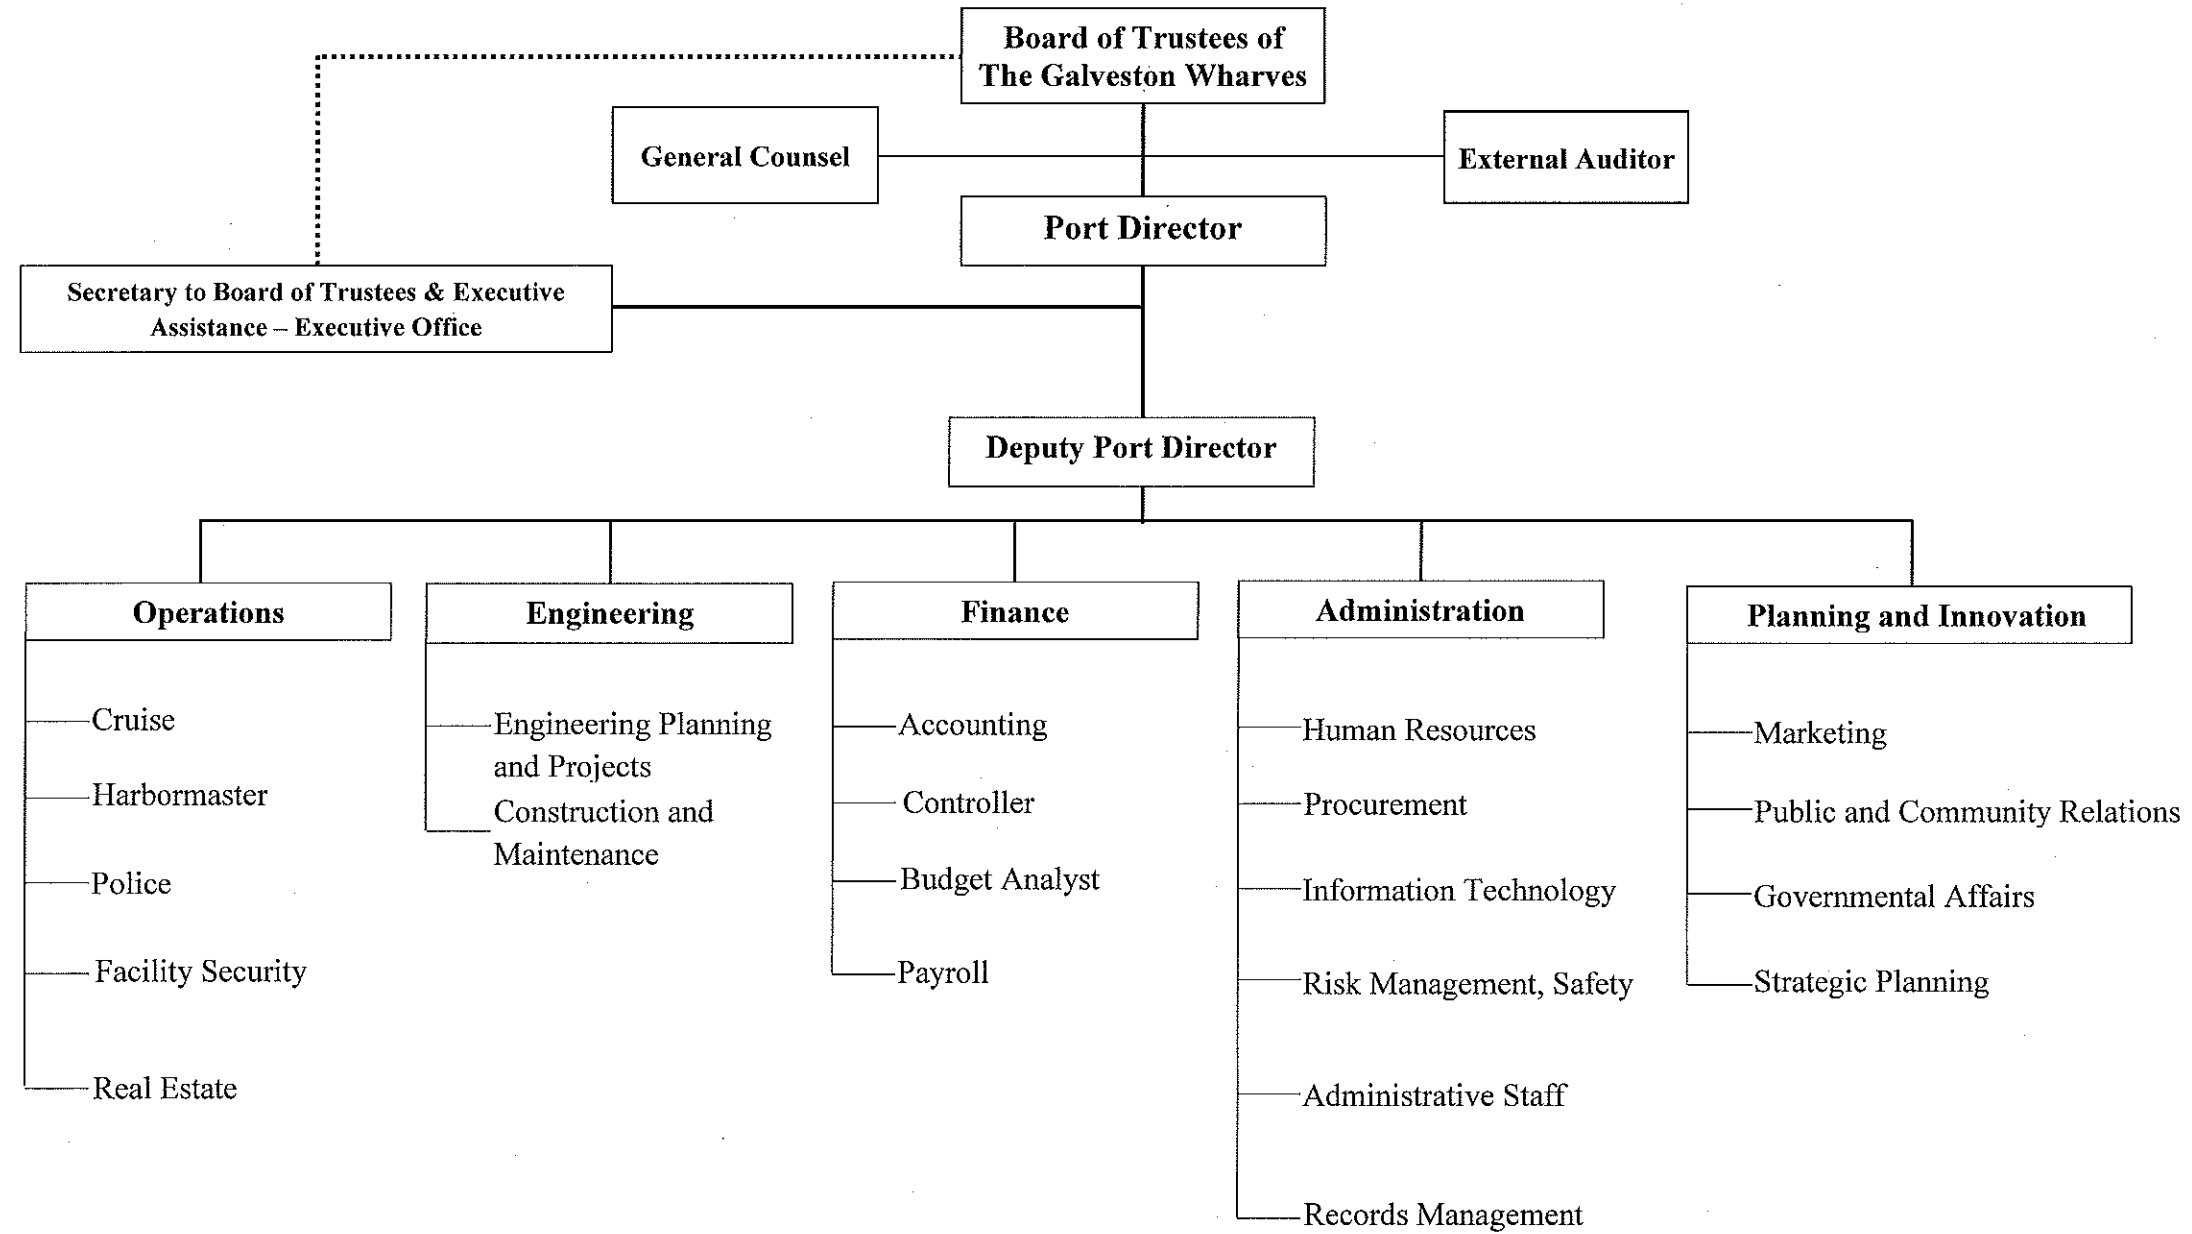 Board of Trustees of
The Galveston Wharves
General Counsel
External Auditor
Port Director
Secretary to Board of Trustees & Executive
Assistance – Executive Office
Deputy Port Director
Operations
Cruise
Harbormaster
Police
Facility Security
Real Estate
Engineering
Engineering Planning
and Projects
Construction and
Maintenance
Finance
Accounting
Controller
Budget Analyst
Payroll
Administration
Human Resources
Procurement
Information Technology
Risk Management, Safety
Administrative Staff
Records Management
Planning and Innovation
Marketing
Public and Community Relations
Governmental Affairs
Strategic Planning